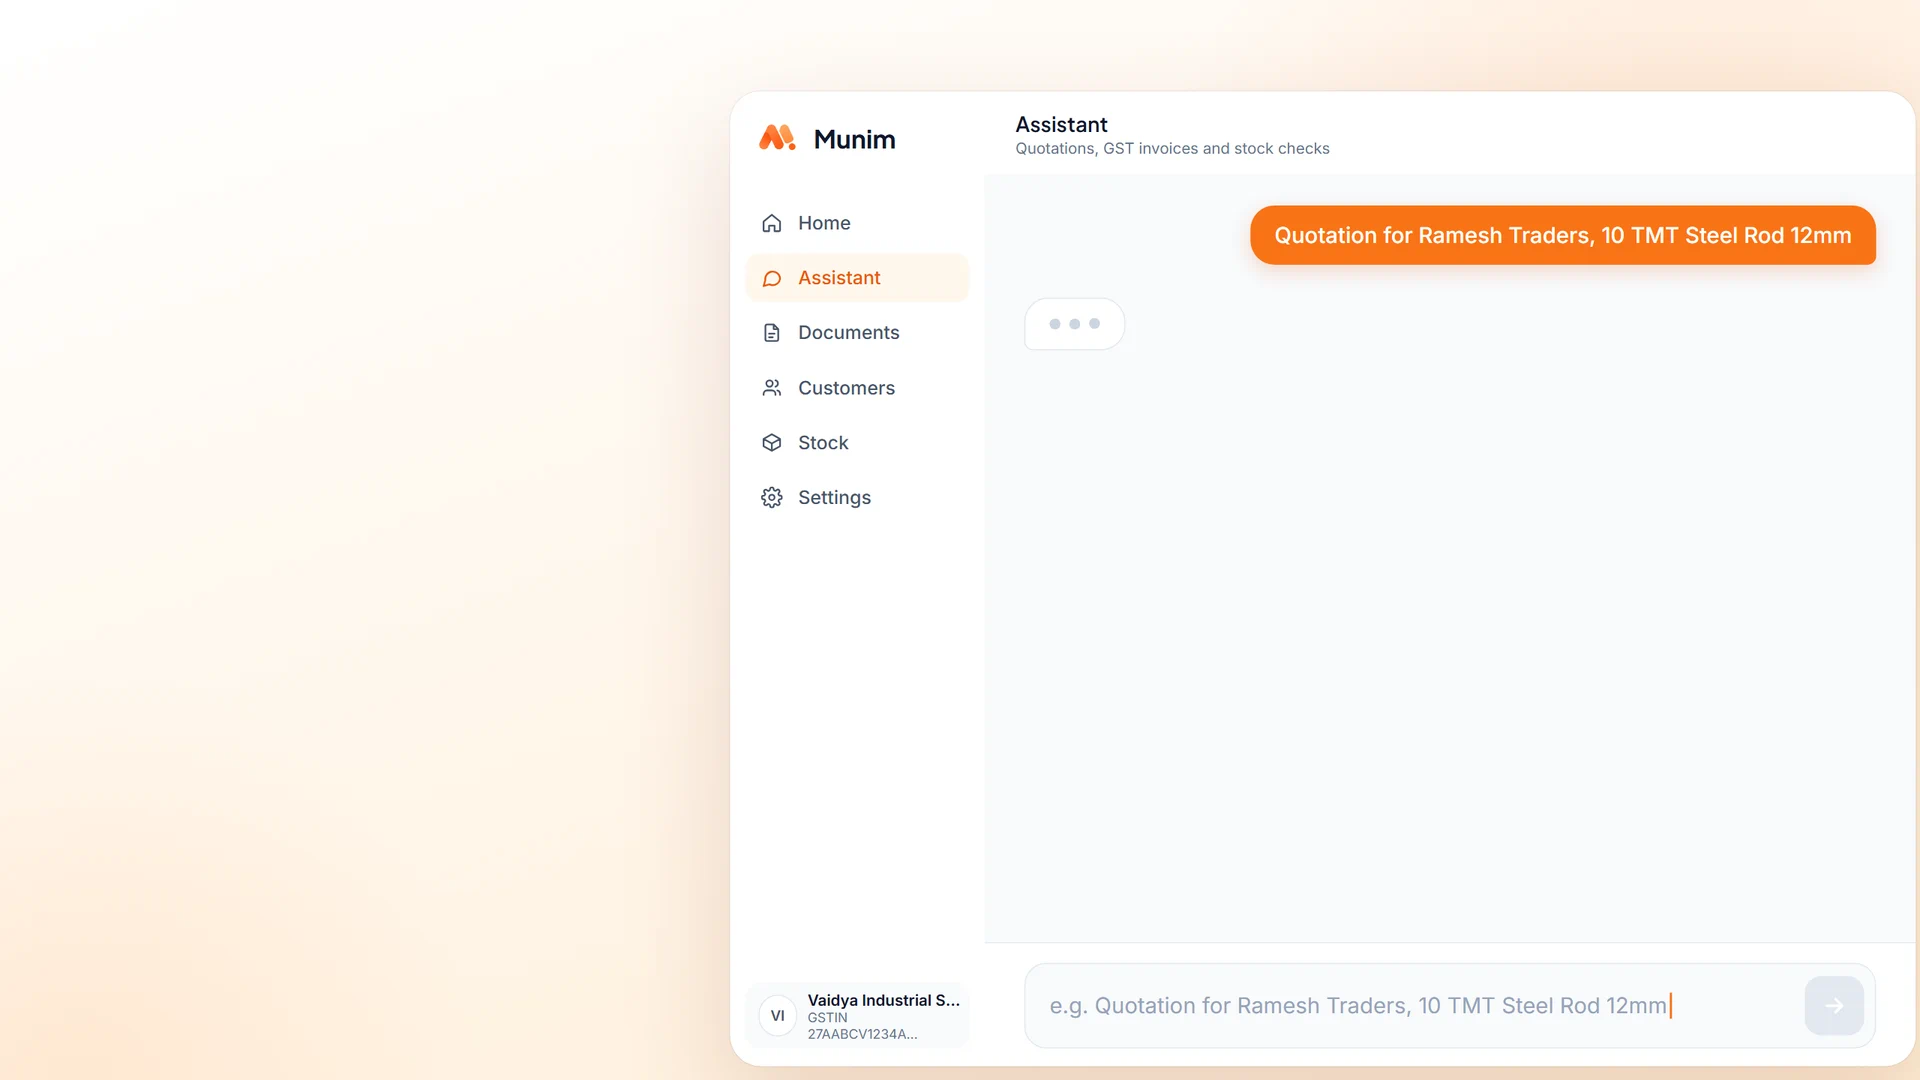 Munim
Home
Assistant
Documents
Customers
Stock
Settings
VI
Vaidya Industrial S...
GSTIN
27AABCV1234A...
Assistant
Quotations, GST invoices and stock checks
Quotation for Ramesh Traders, 10 TMT Steel Rod 12mm
e.g. Quotation for Ramesh Traders, 10 TMT Steel Rod 12mm